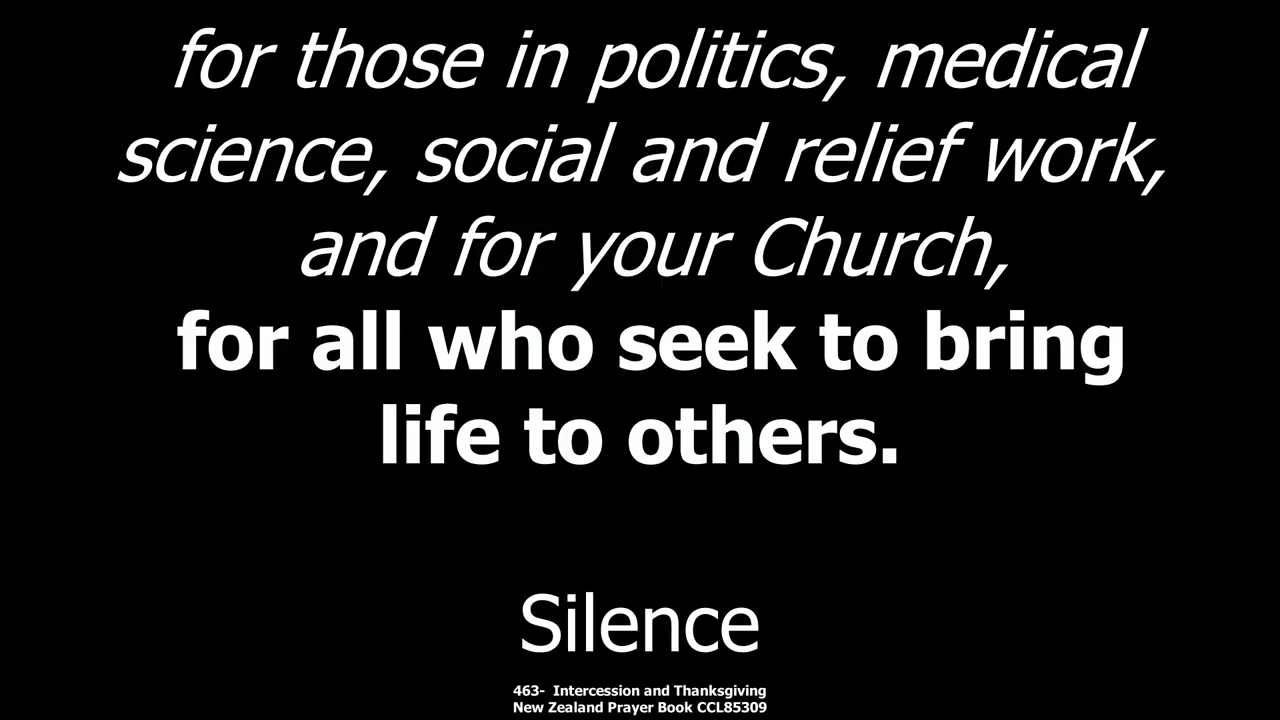 for those in politics, medical
science, social and relief work,
and for your Church,
for all who seek to bring
life to others.
Silence
463-  Intercession and Thanksgiving
New Zealand Prayer Book CCL85309